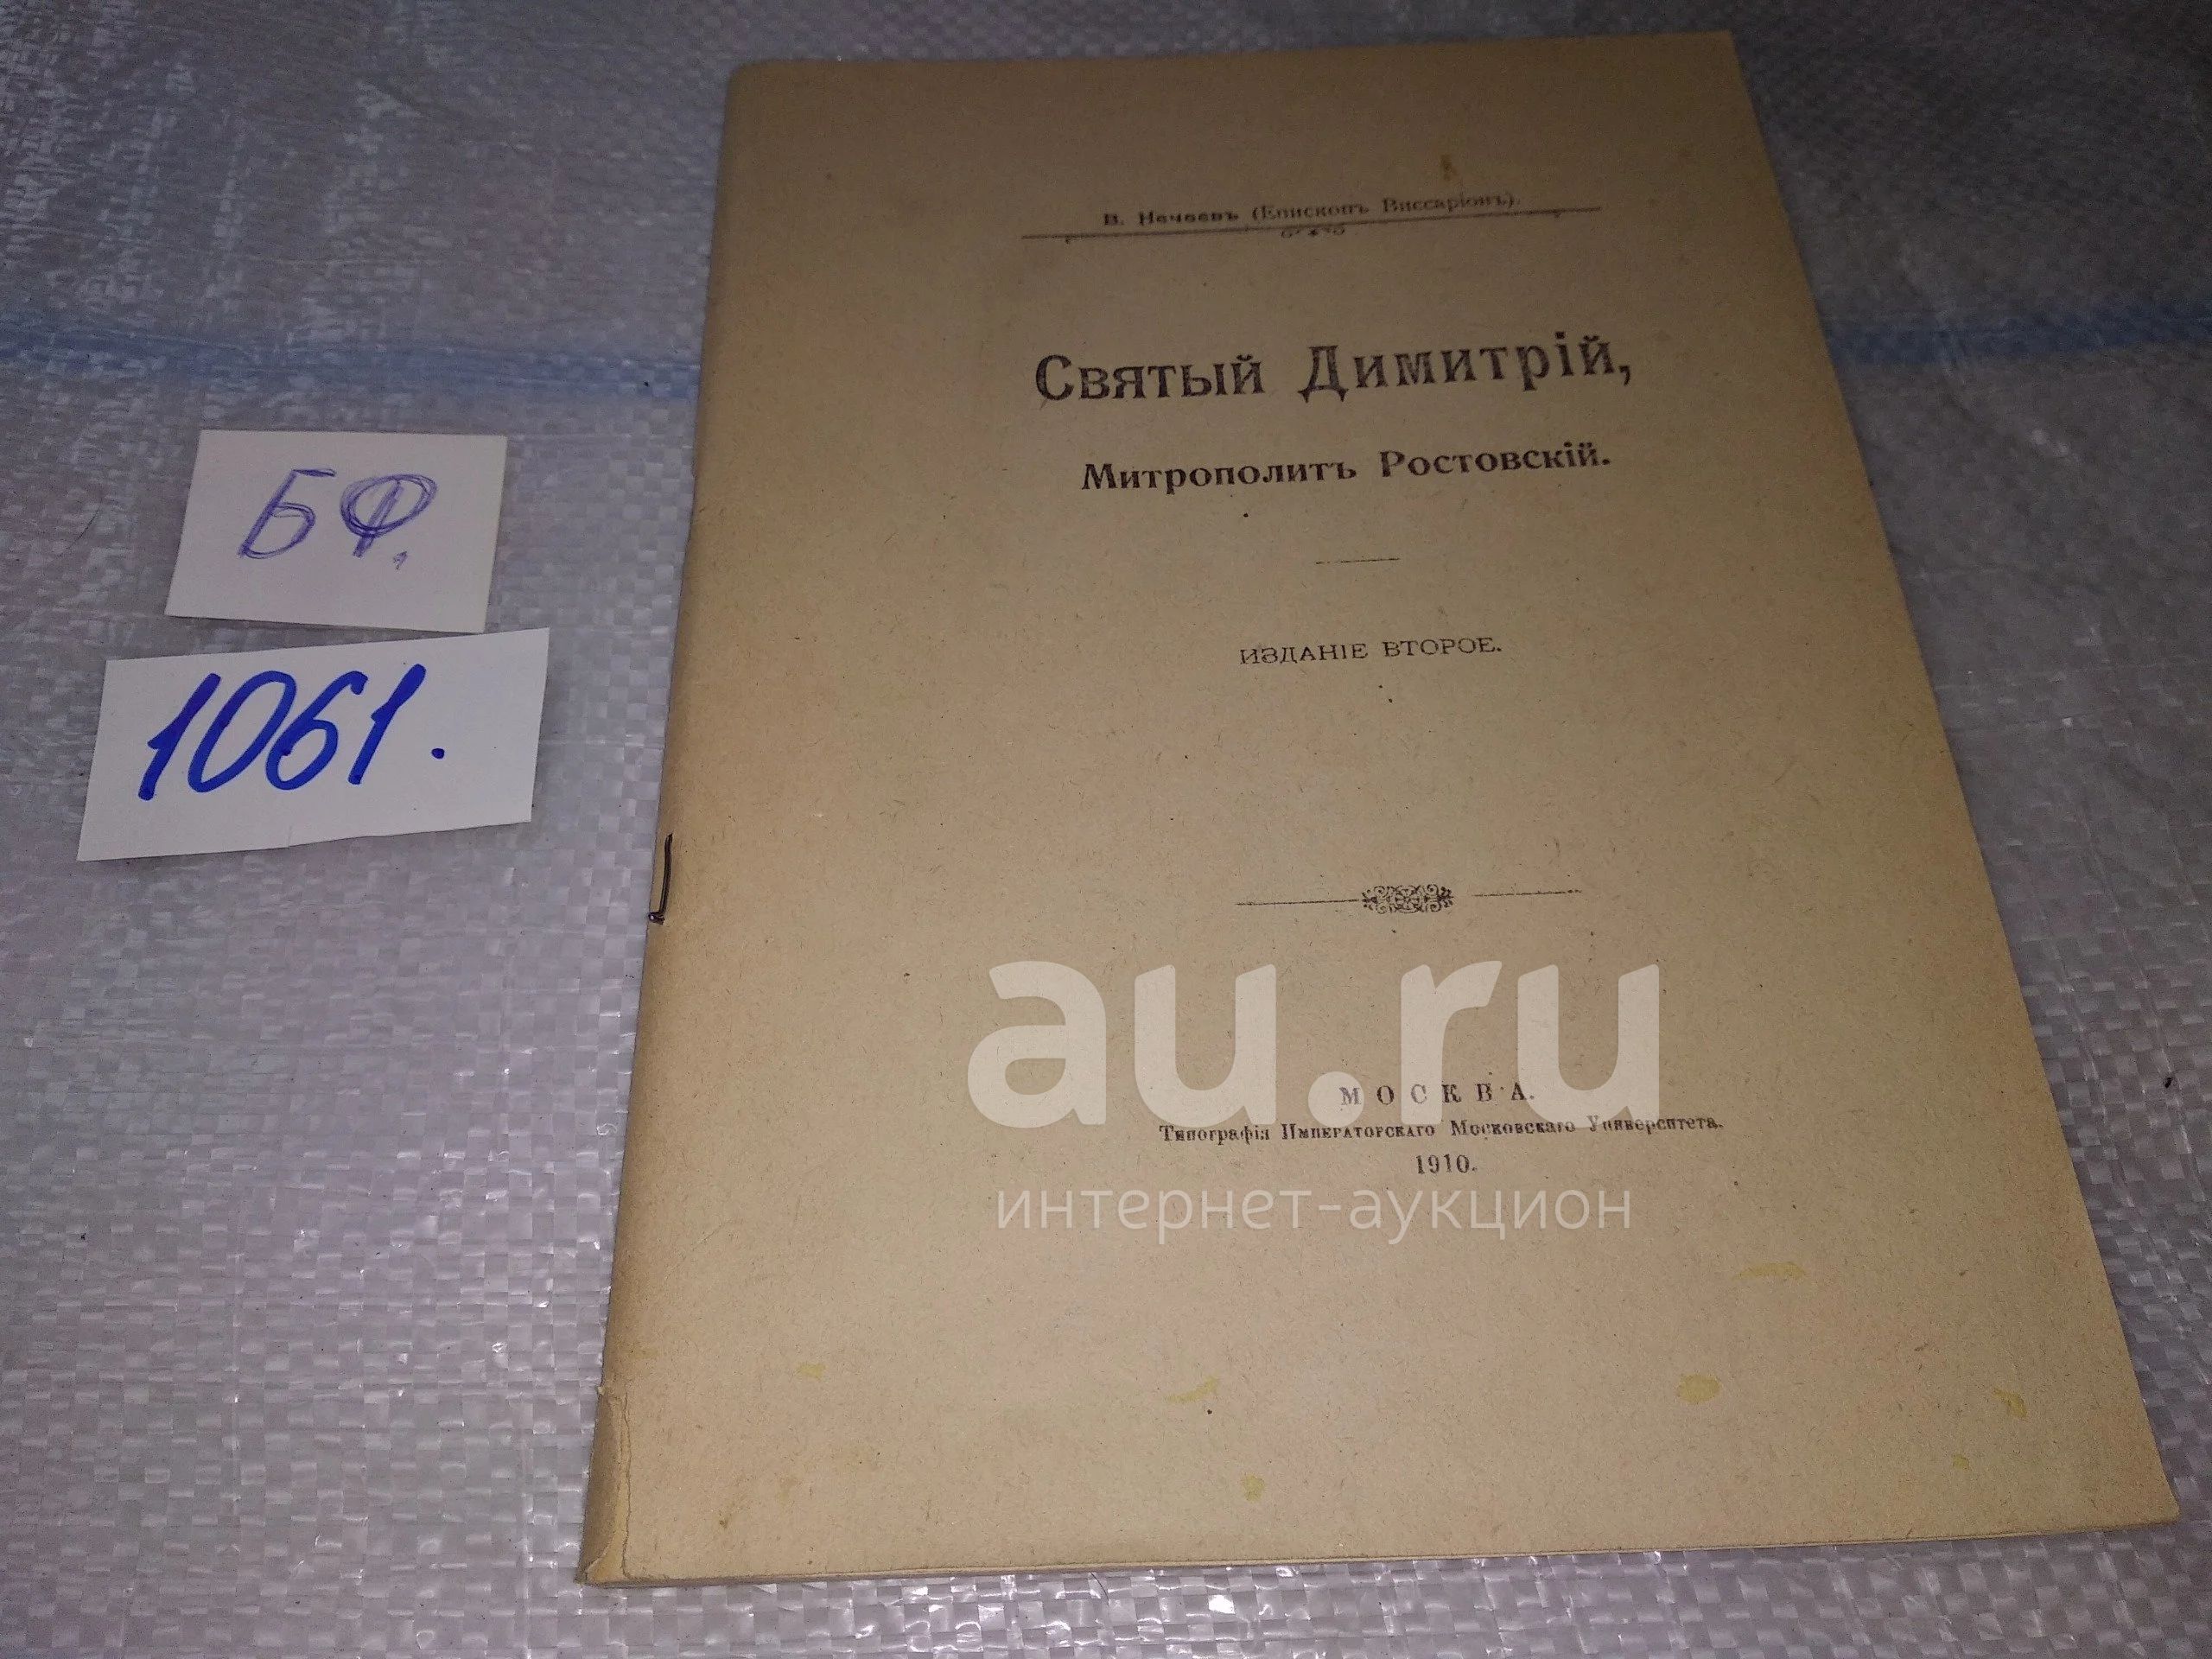 В. Нечаевъ (Епископъ Виссаріонъ).
Святый Димитрій,
Митрополитъ Ростовскій.
ИЗДАНІЕ ВТОРОЕ.
МОСКВА.
Типографія Императорскаго Московскаго Университета.
1910.
БФ.
1061.
au.ru
интернет-аукцион